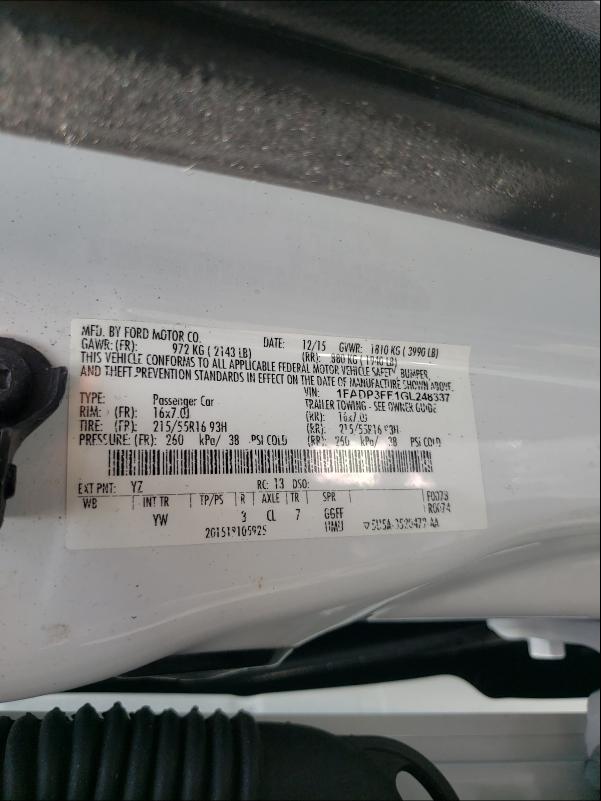 MFD. BY FORD MOTOR CO. DATE: 12/15 GVWR: 1810 KG ( 3990 LB)
GAWR: (FR): 972 KG ( 2143 LB) (RR): 880 KG ( 1940 LB)
THIS VEHICLE CONFORMS TO ALL APPLICABLE FEDERAL MOTOR VEHICLE SAFETY, BUMPER,
AND THEFT PREVENTION STANDARDS IN EFFECT ON THE DATE OF MANUFACTURE SHOWN ABOVE.
VIN: 1FADP3FF1GL248337
TYPE: Passenger Car TRAILER TOWING - SEE OWNER GUIDE
RIM: (FR) 16x7.0J (RR): 16x7.0J
TIRE: (FP) 215/55R16 93H (RR): 215/55R16 93H
PRESSURE: (FR): 260 kPa/ 38 PSI COLD (RR): 260 kPa/ 38 PSI COLD
EXT PNT: YZ RC: 13 DSO:
WB INT TR TP/PS R AXLE TR SPR F0073
YW 3 CL 7 GGFF R0074